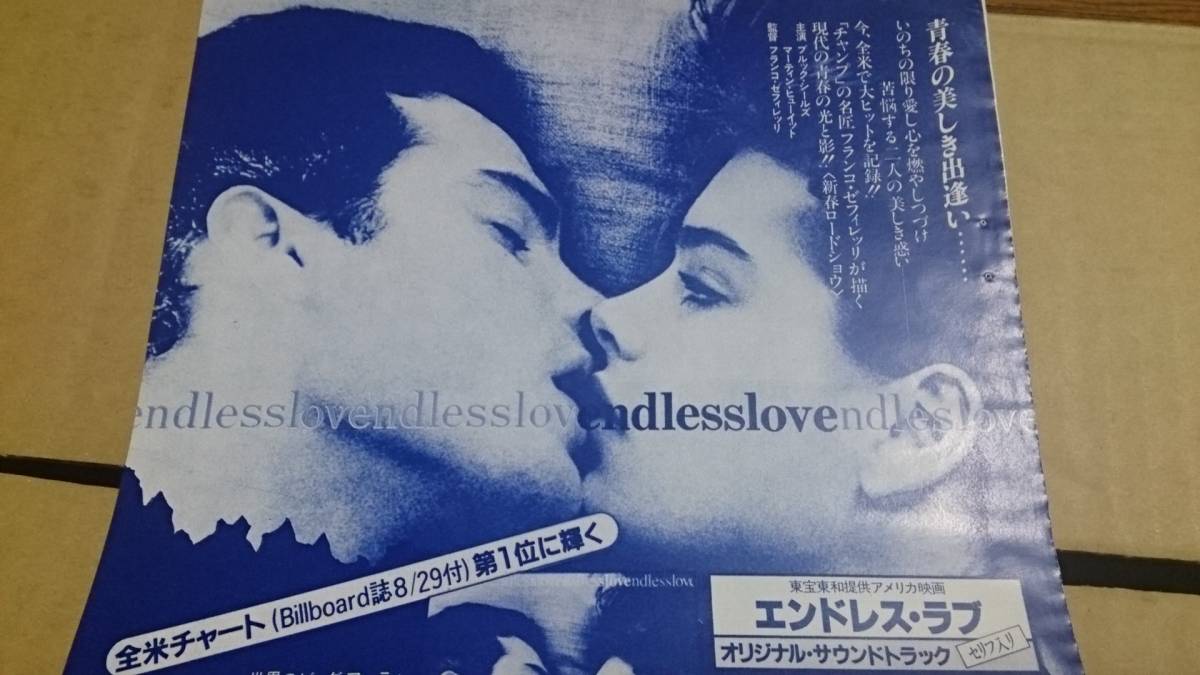 青春の美しき出逢い……
いのちの限り愛し心を燃やしつづけ
苦悩する二人の美しき惑い――
今、全米で大ヒットを記録!!
「チャンプ」の名匠フランコ・ゼフィレッリが描く
現代の青春の光と影!!〈新春ロードショウ〉
主演 ブルック・シールズ
マーティン・ヒューイット
監督 フランコ・ゼフィレッリ
endlesslovendlesslovendlesslovendlesslove
全米チャート(Billboard誌8/29付)第1位に輝く
endlesslovendlesslove
東宝東和提供アメリカ映画
エンドレス・ラブ
オリジナル・サウンドトラック
セリフ入り